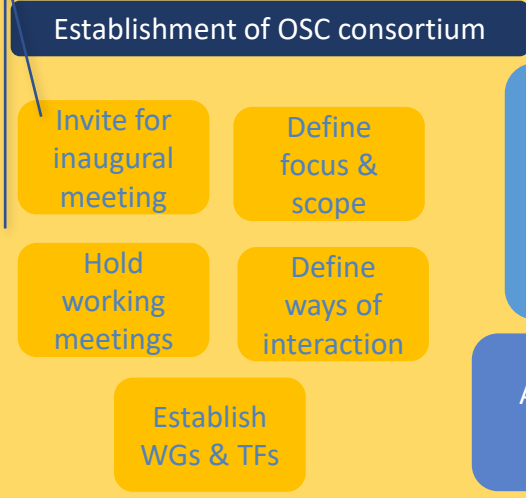 Establishment of OSC consortium
Invite for
inaugural
meeting
Define
focus &
scope
Hold
working
meetings
Define
ways of
interaction
Establish
WGs & TFs